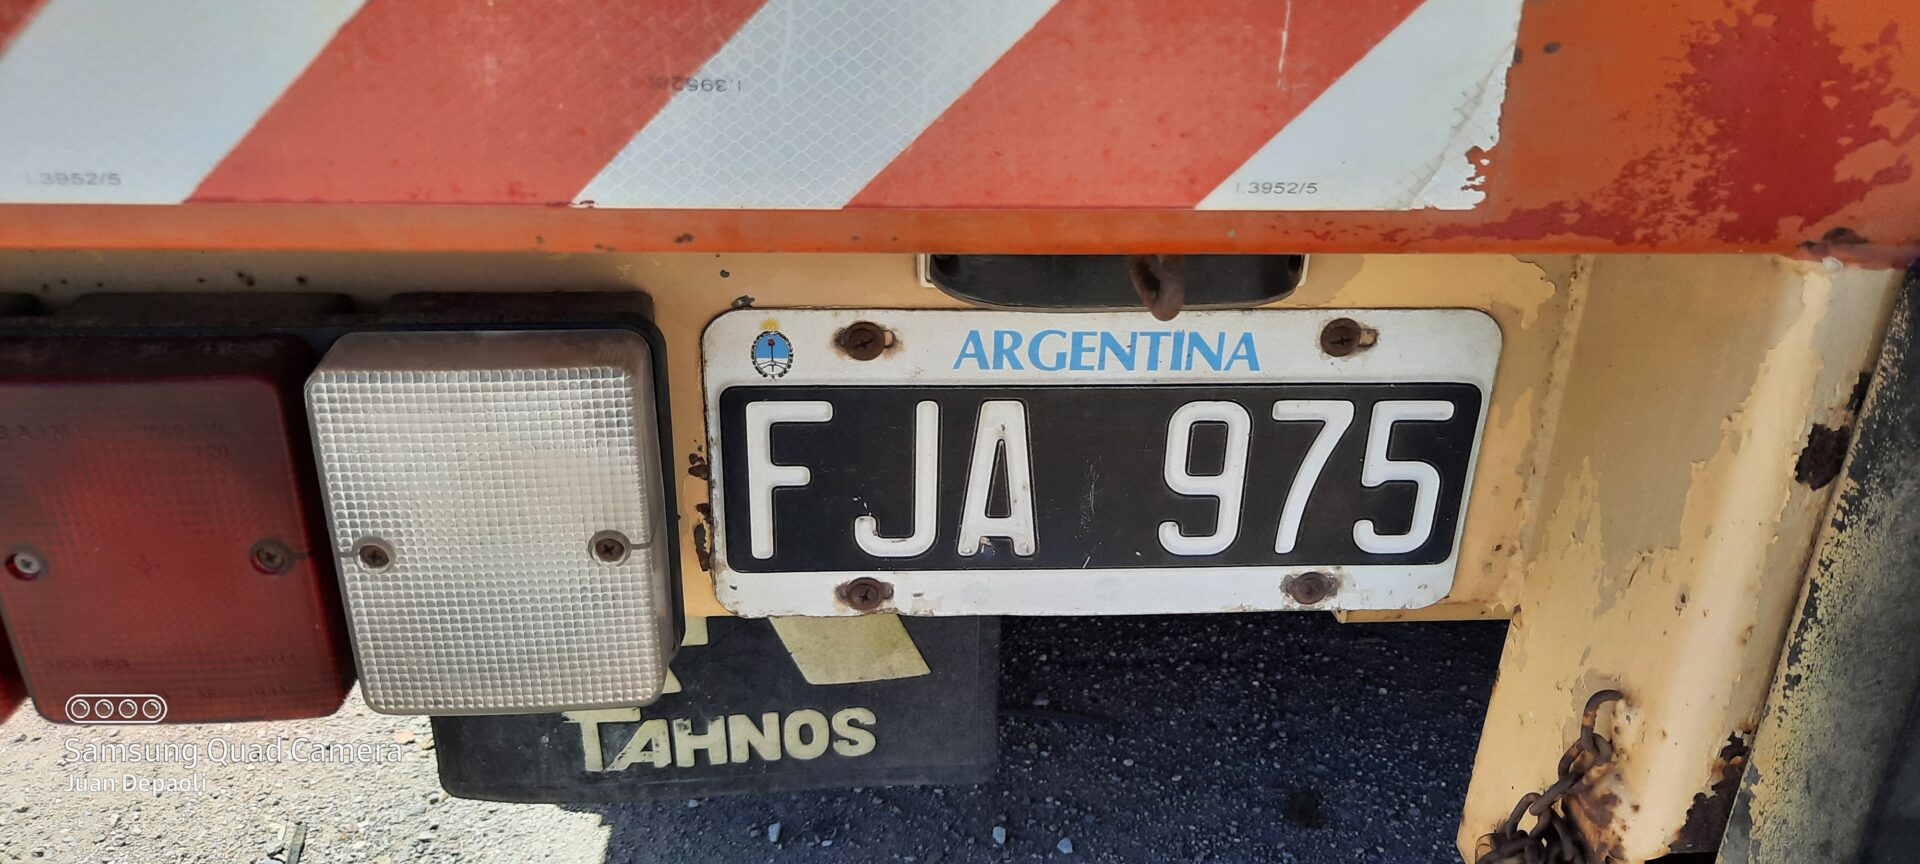 I.3952/5
I.3952/5
I.3952/5
ARGENTINA
FJA 975
TAHNOS
Samsung Quad Camera
Juan Depaoli